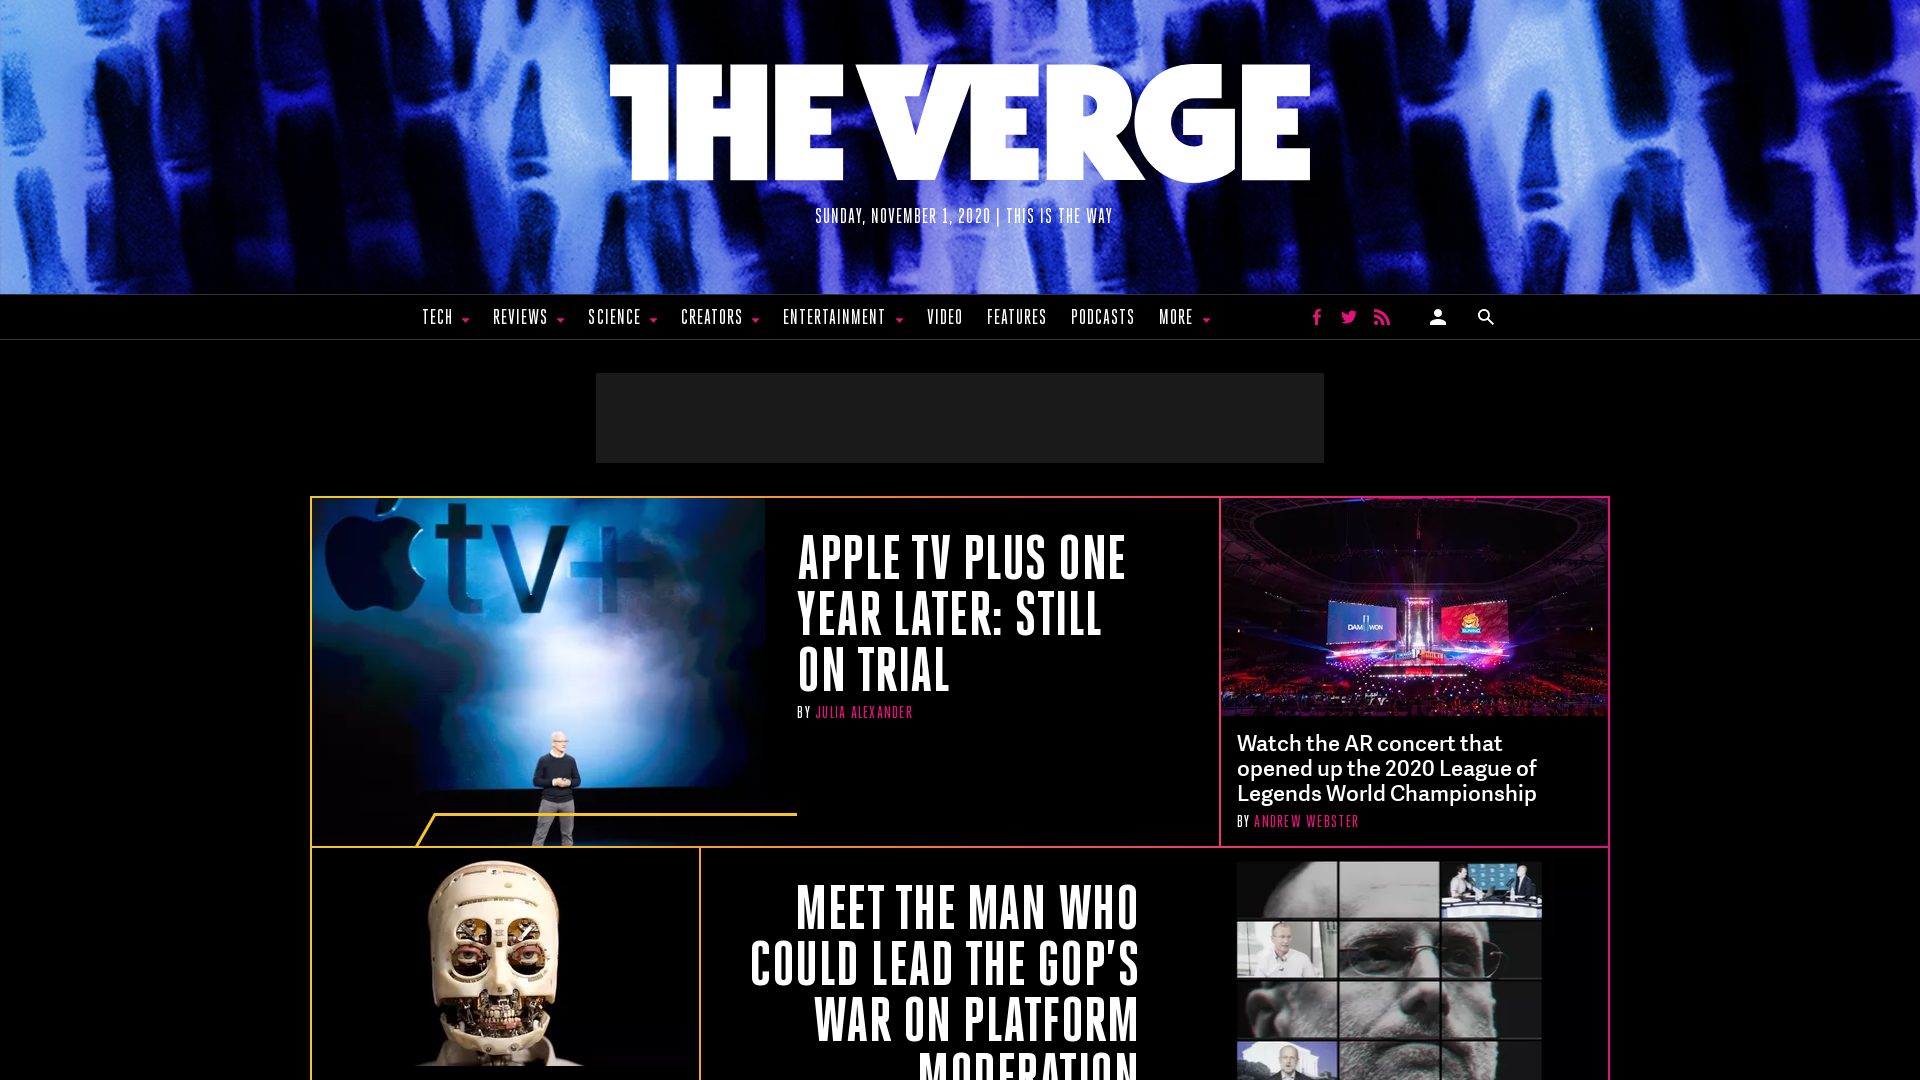 THE VERGE
SUNDAY, NOVEMBER 1, 2020 | THIS IS THE WAY
TECH REVIEWS SCIENCE CREATORS ENTERTAINMENT VIDEO FEATURES PODCASTS MORE
tv+
APPLE TV PLUS ONE
YEAR LATER: STILL
ON TRIAL
BY JULIA ALEXANDER
DAMWON
SUNING
Watch the AR concert that
opened up the 2020 League of
Legends World Championship
BY ANDREW WEBSTER
MEET THE MAN WHO
COULD LEAD THE GOP’S
WAR ON PLATFORM
MODERATION